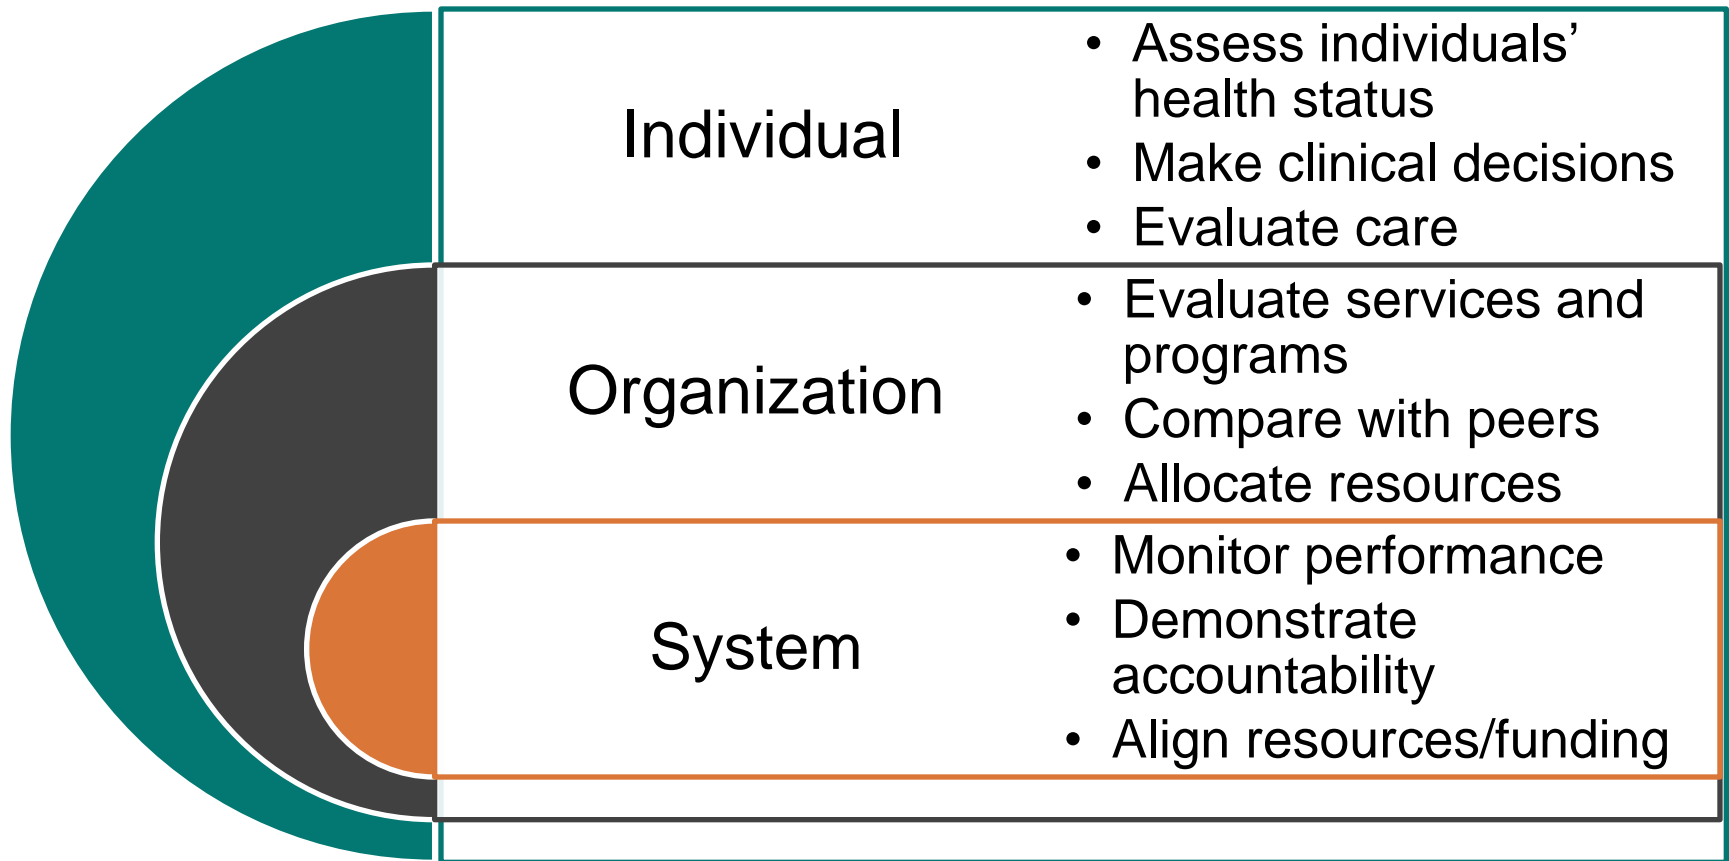 Individual
• Assess individuals’
health status
• Make clinical decisions
• Evaluate care
Organization
• Evaluate services and
programs
• Compare with peers
• Allocate resources
System
• Monitor performance
• Demonstrate
accountability
• Align resources/funding